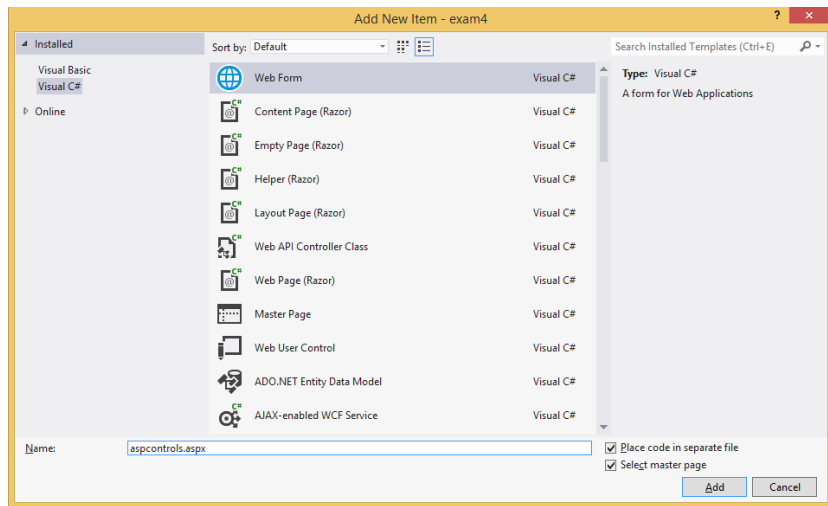 Add New Item - exam4
? ×
Installed
Sort by: Default
Search Installed Templates (Ctrl+E)
Visual Basic
Visual C#
Online
Web Form Visual C#
Content Page (Razor) Visual C#
Empty Page (Razor) Visual C#
Helper (Razor) Visual C#
Layout Page (Razor) Visual C#
Web API Controller Class Visual C#
Web Page (Razor) Visual C#
Master Page Visual C#
Web User Control Visual C#
ADO.NET Entity Data Model Visual C#
AJAX-enabled WCF Service Visual C#
Type: Visual C#
A form for Web Applications
Name: aspcontrols.aspx
Place code in separate file
Select master page
Add Cancel